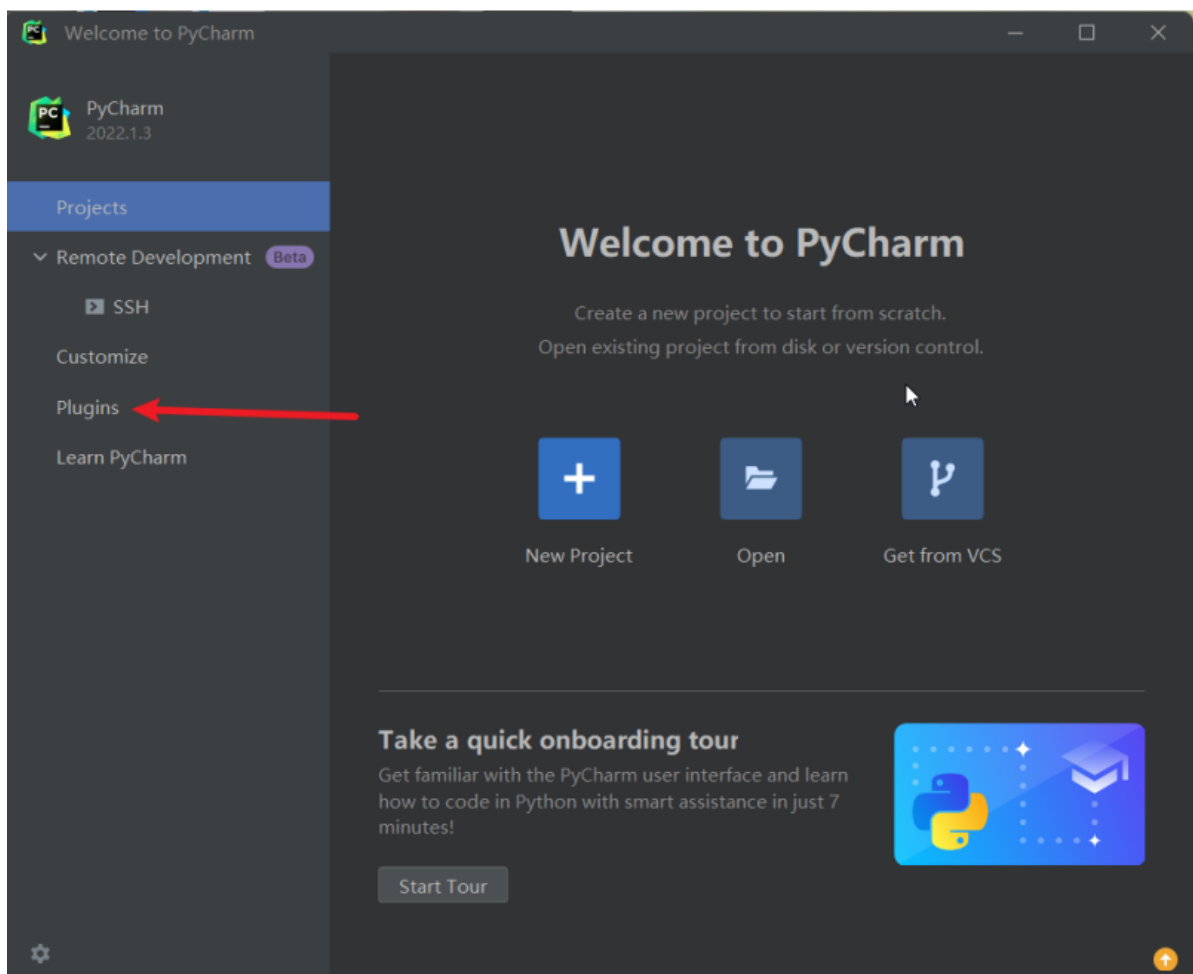 Welcome to PyCharm
PC
PyCharm
2022.1.3
Projects
Remote Development Beta
SSH
Customize
Plugins
Learn PyCharm
Welcome to PyCharm
Create a new project to start from scratch.
Open existing project from disk or version control.
New Project
Open
Get from VCS
Take a quick onboarding tour
Get familiar with the PyCharm user interface and learn
how to code in Python with smart assistance in just 7
minutes!
Start Tour